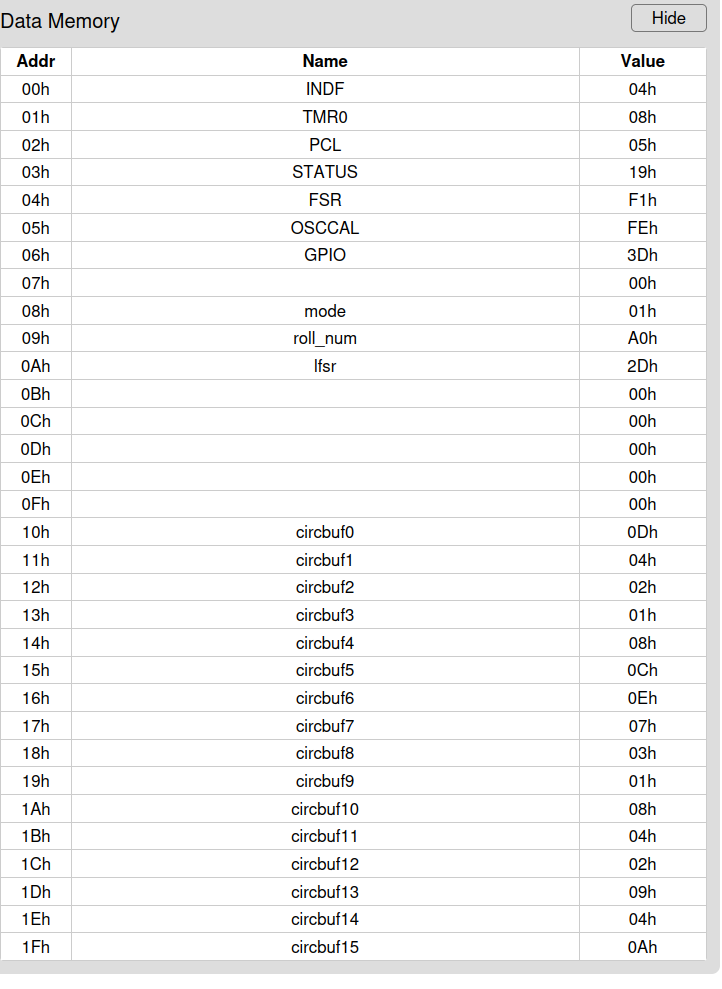 Data Memory
Hide
Addr Name Value
00h INDF 04h
01h TMR0 08h
02h PCL 05h
03h STATUS 19h
04h FSR F1h
05h OSCCAL FEh
06h GPIO 3Dh
07h 00h
08h mode 01h
09h roll_num A0h
0Ah lfsr 2Dh
0Bh 00h
0Ch 00h
0Dh 00h
0Eh 00h
0Fh 00h
10h circbuf0 0Dh
11h circbuf1 04h
12h circbuf2 02h
13h circbuf3 01h
14h circbuf4 08h
15h circbuf5 0Ch
16h circbuf6 0Eh
17h circbuf7 07h
18h circbuf8 03h
19h circbuf9 01h
1Ah circbuf10 08h
1Bh circbuf11 04h
1Ch circbuf12 02h
1Dh circbuf13 09h
1Eh circbuf14 04h
1Fh circbuf15 0Ah